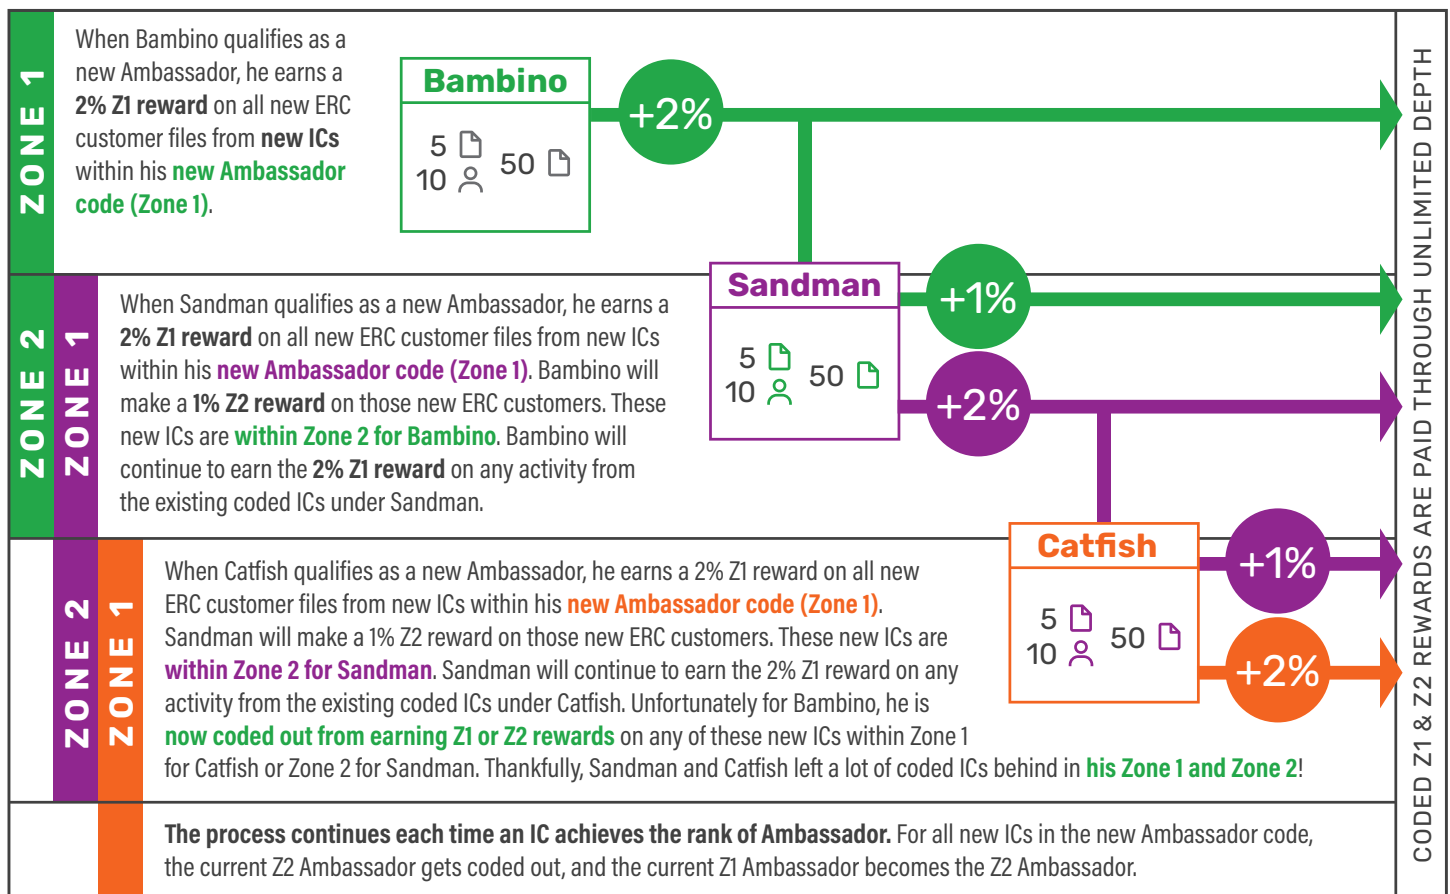 ZONE 1
When Bambino qualifies as a
new Ambassador, he earns a
2% Z1 reward on all new ERC
customer files from new ICs
within his new Ambassador
code (Zone 1).
Bambino
5
10
50
+2%
ZONE 2
ZONE 1
When Sandman qualifies as a new Ambassador, he earns a
2% Z1 reward on all new ERC customer files from new ICs
within his new Ambassador code (Zone 1). Bambino will
make a 1% Z2 reward on those new ERC customers. These
new ICs are within Zone 2 for Bambino. Bambino will
continue to earn the 2% Z1 reward on any activity from
the existing coded ICs under Sandman.
Sandman
5
10
50
+1%
+2%
ZONE 2
ZONE 1
When Catfish qualifies as a new Ambassador, he earns a 2% Z1 reward on all new
ERC customer files from new ICs within his new Ambassador code (Zone 1).
Sandman will make a 1% Z2 reward on those new ERC customers. These new ICs are
within Zone 2 for Sandman. Sandman will continue to earn the 2% Z1 reward on any
activity from the existing coded ICs under Catfish. Unfortunately for Bambino, he is
now coded out from earning Z1 or Z2 rewards on any of these new ICs within Zone 1
for Catfish or Zone 2 for Sandman. Thankfully, Sandman and Catfish left a lot of coded ICs behind in his Zone 1 and Zone 2!
Catfish
5
10
50
+1%
+2%
The process continues each time an IC achieves the rank of Ambassador. For all new ICs in the new Ambassador code,
the current Z2 Ambassador gets coded out, and the current Z1 Ambassador becomes the Z2 Ambassador.
CODED Z1 & Z2 REWARDS ARE PAID THROUGH UNLIMITED DEPTH